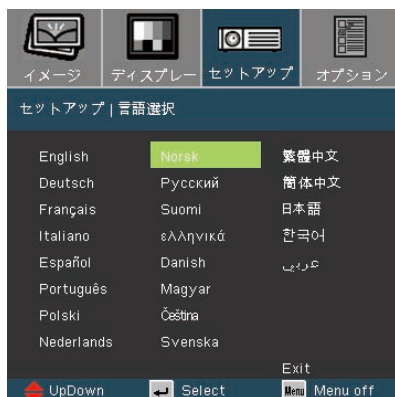 イメージ ディスプレー セットアップ オプション
セットアップ | 言語選択
English Norsk 繁體中文
Deutsch Русский 简体中文
Français Suomi 日本語
Italiano ελληνικά 한국어
Español Danish عربي
Português Magyar
Polski Čeština
Nederlands Svenska
Exit
UpDown Select Menu Menu off